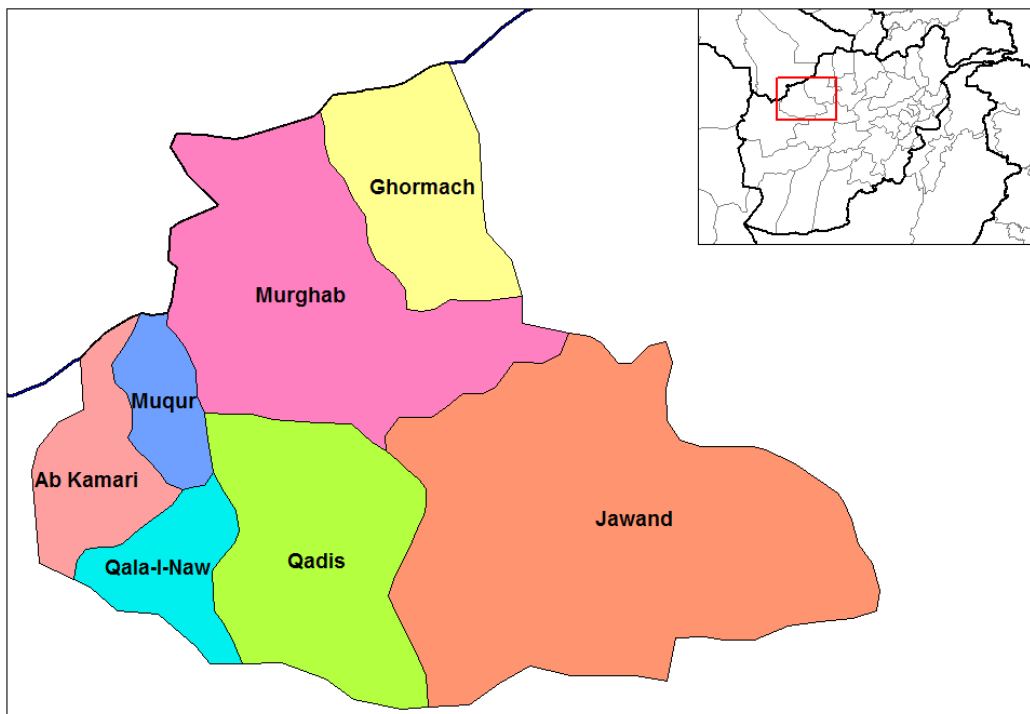 Ghormach
Murghab
Muqur
Ab Kamari
Jawand
Qala-I-Naw
Qadis